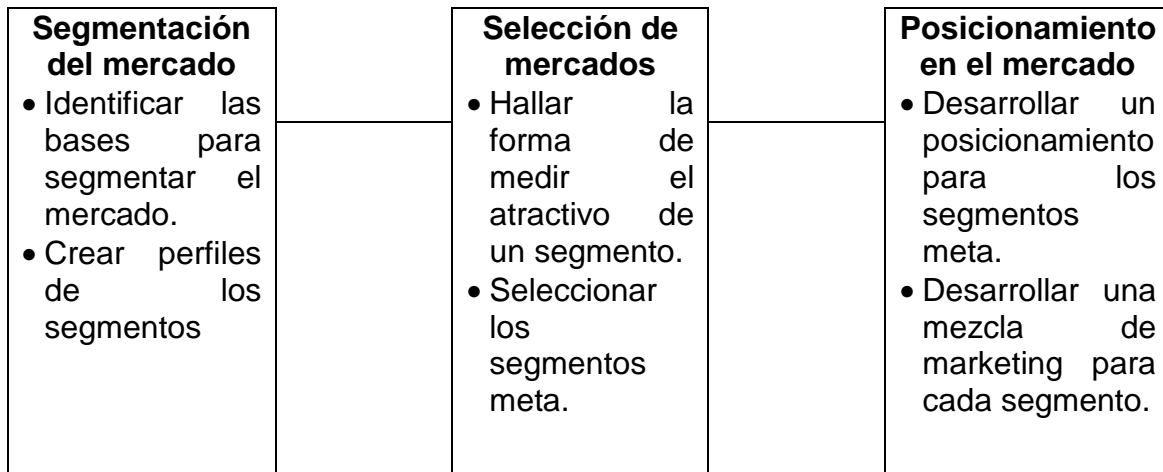 Segmentación
del mercado
• Identificar las
bases para
segmentar el
mercado.
• Crear perfiles
de los
segmentos
Selección de
mercados
• Hallar la
forma de
medir el
atractivo de
un segmento.
• Seleccionar
los
segmentos
meta.
Posicionamiento
en el mercado
• Desarrollar un
posicionamiento
para los
segmentos
meta.
• Desarrollar una
mezcla de
marketing para
cada segmento.